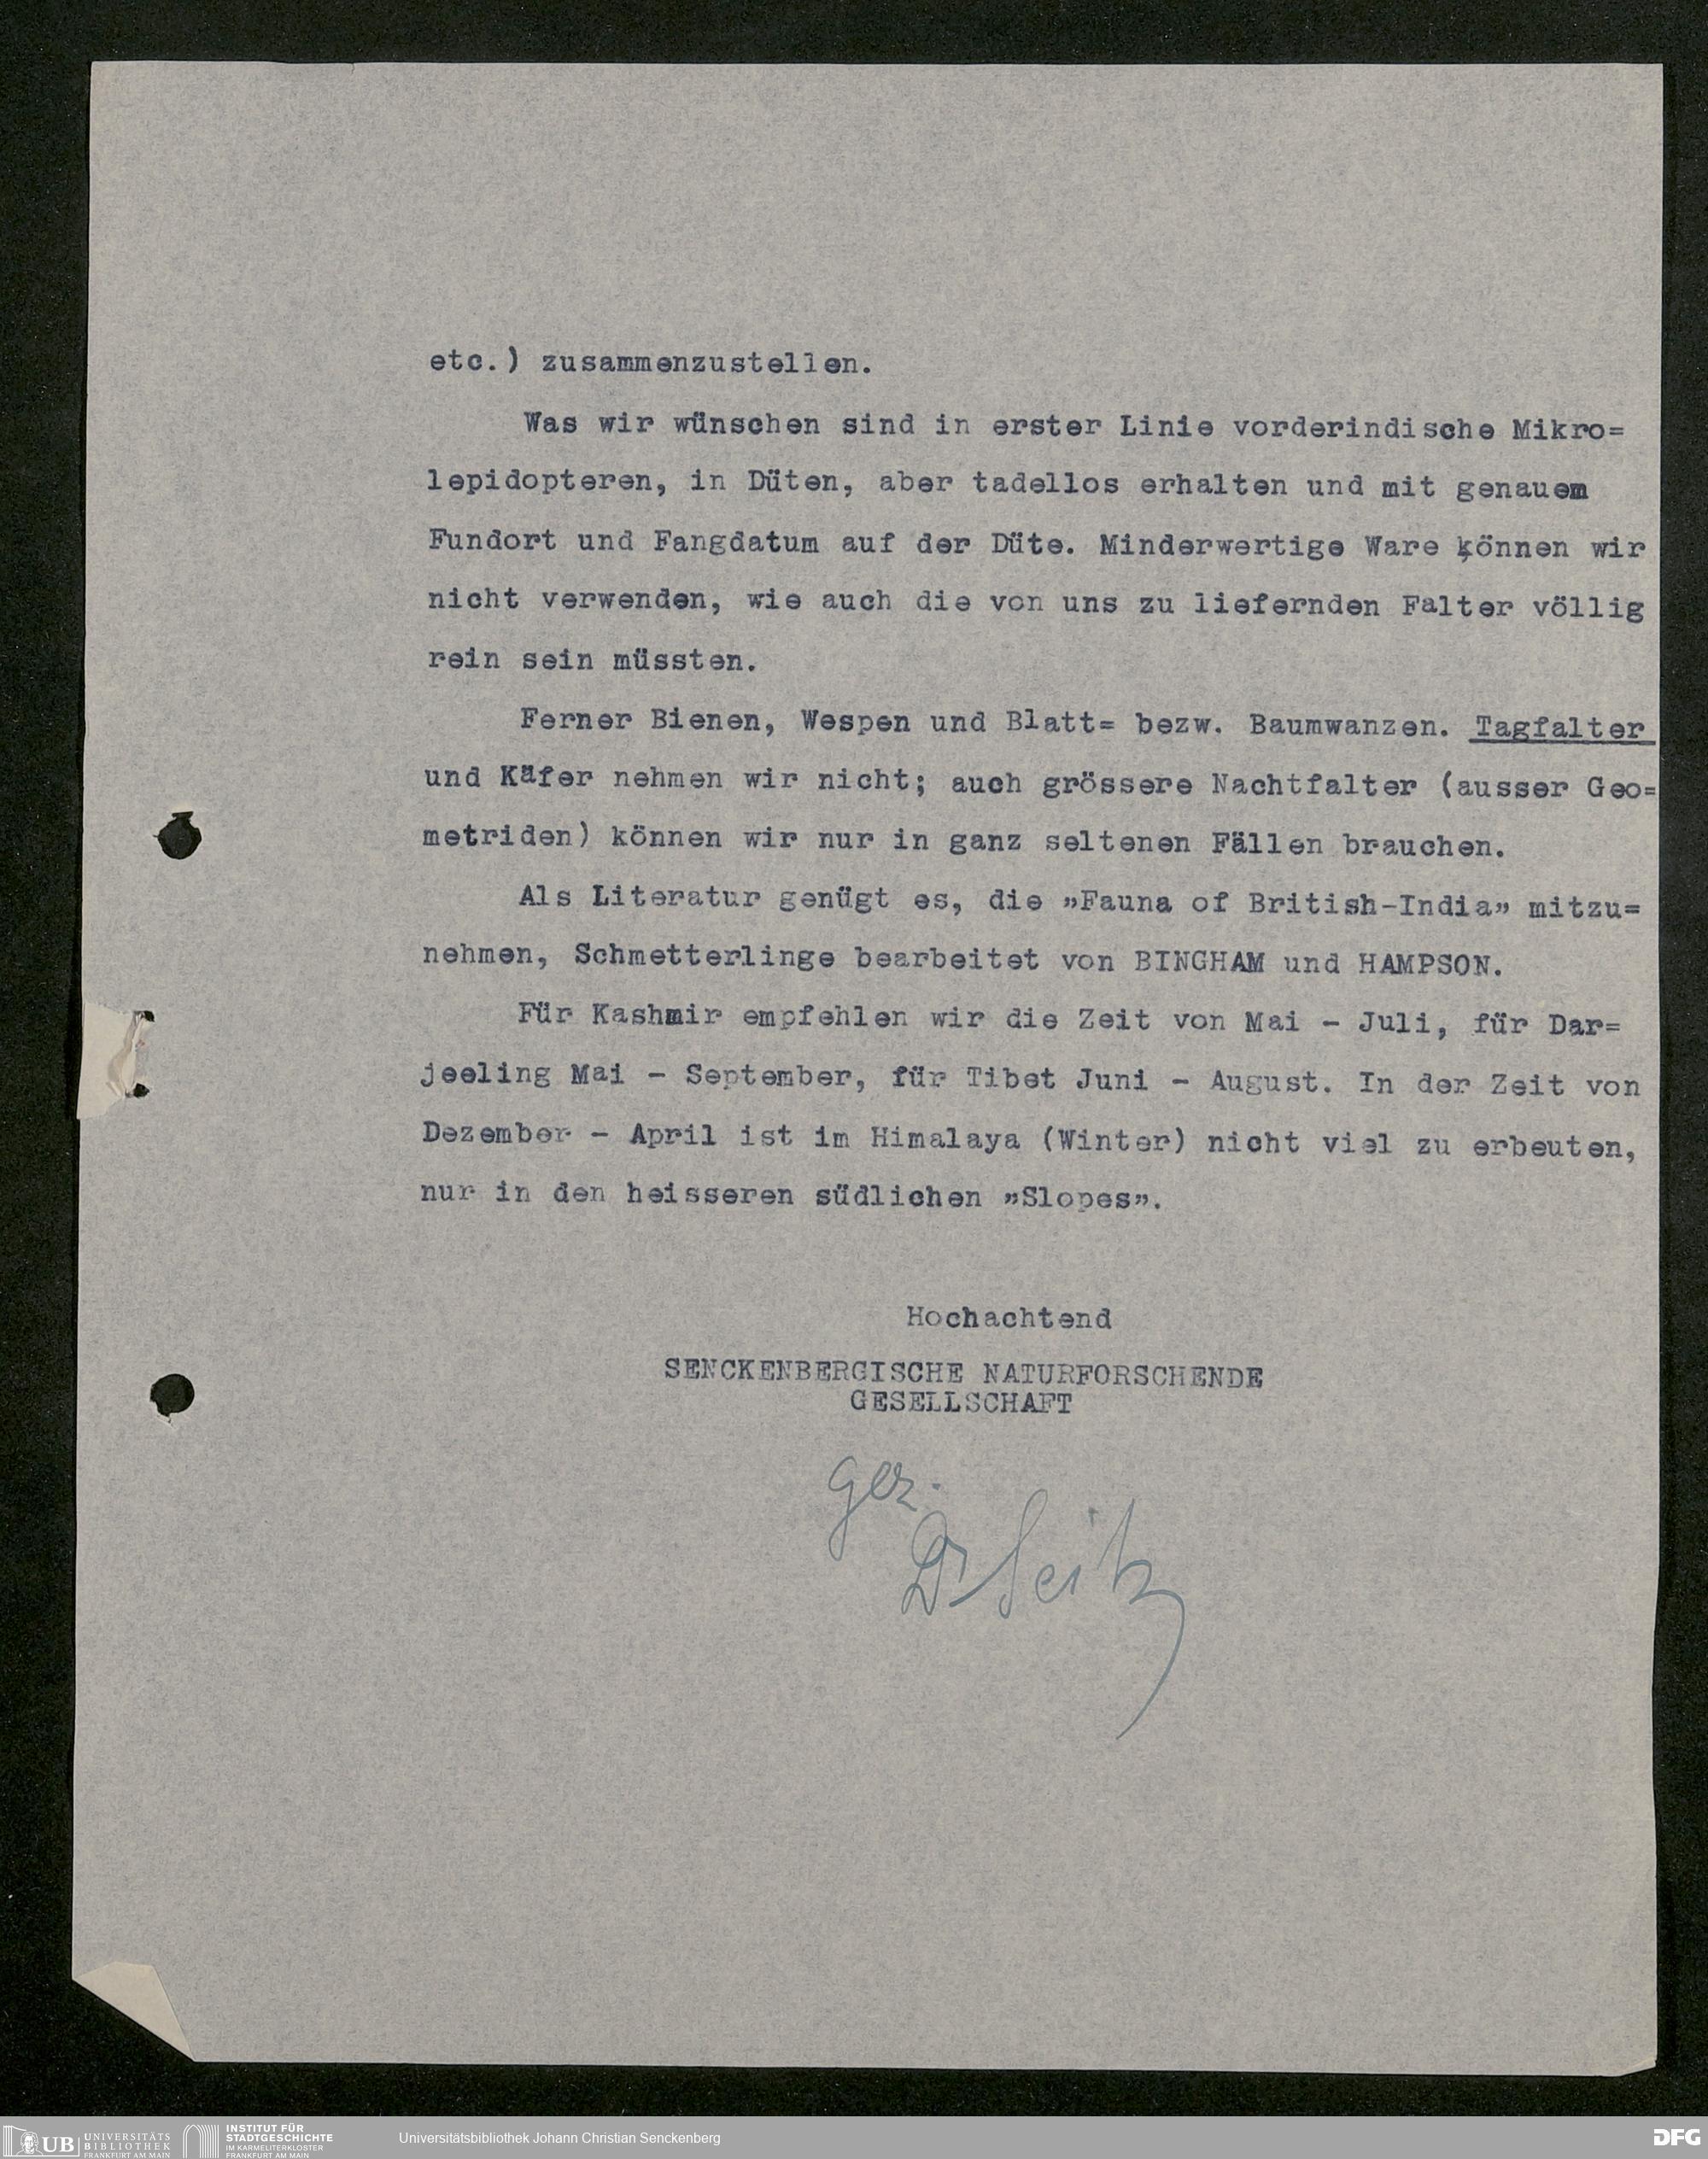 etc.) zusammenzustellen.
Was wir wünschen sind in erster Linie vorderindische Mikro=
lepidopteren, in Düten, aber tadellos erhalten und mit genauem
Fundort und Fangdatum auf der Düte. Minderwertige Ware können wir
nicht verwenden, wie auch die von uns zu liefernden Falter völlig
rein sein müssten.
Ferner Bienen, Wespen und Blatt= bezw. Baumwanzen. Tagfalter
und Käfer nehmen wir nicht; auch grössere Nachtfalter (ausser Geo=
metriden) können wir nur in ganz seltenen Fällen brauchen.
Als Literatur genügt es, die „Fauna of British-India" mitzu=
nehmen, Schmetterlinge bearbeitet von BINGHAM und HAMPSON.
Für Kashmir empfehlen wir die Zeit von Mai - Juli, für Dar=
jeeling Mai - September, für Tibet Juni - August. In der Zeit von
Dezember - April ist im Himalaya (Winter) nicht viel zu erbeuten,
nur in den heisseren südlichen „Slopes".
Hochachtend
SENCKENBERGISCHE NATURFORSCHENDE
GESELLSCHAFT
gez.
Dr Seitz
UB UNIVERSITÄTS
BIBLIOTHEK
FRANKFURT AM MAIN
INSTITUT FÜR
STADTGESCHICHTE
IM KARMELITERKLOSTER
FRANKFURT AM MAIN
Universitätsbibliothek Johann Christian Senckenberg
DFG